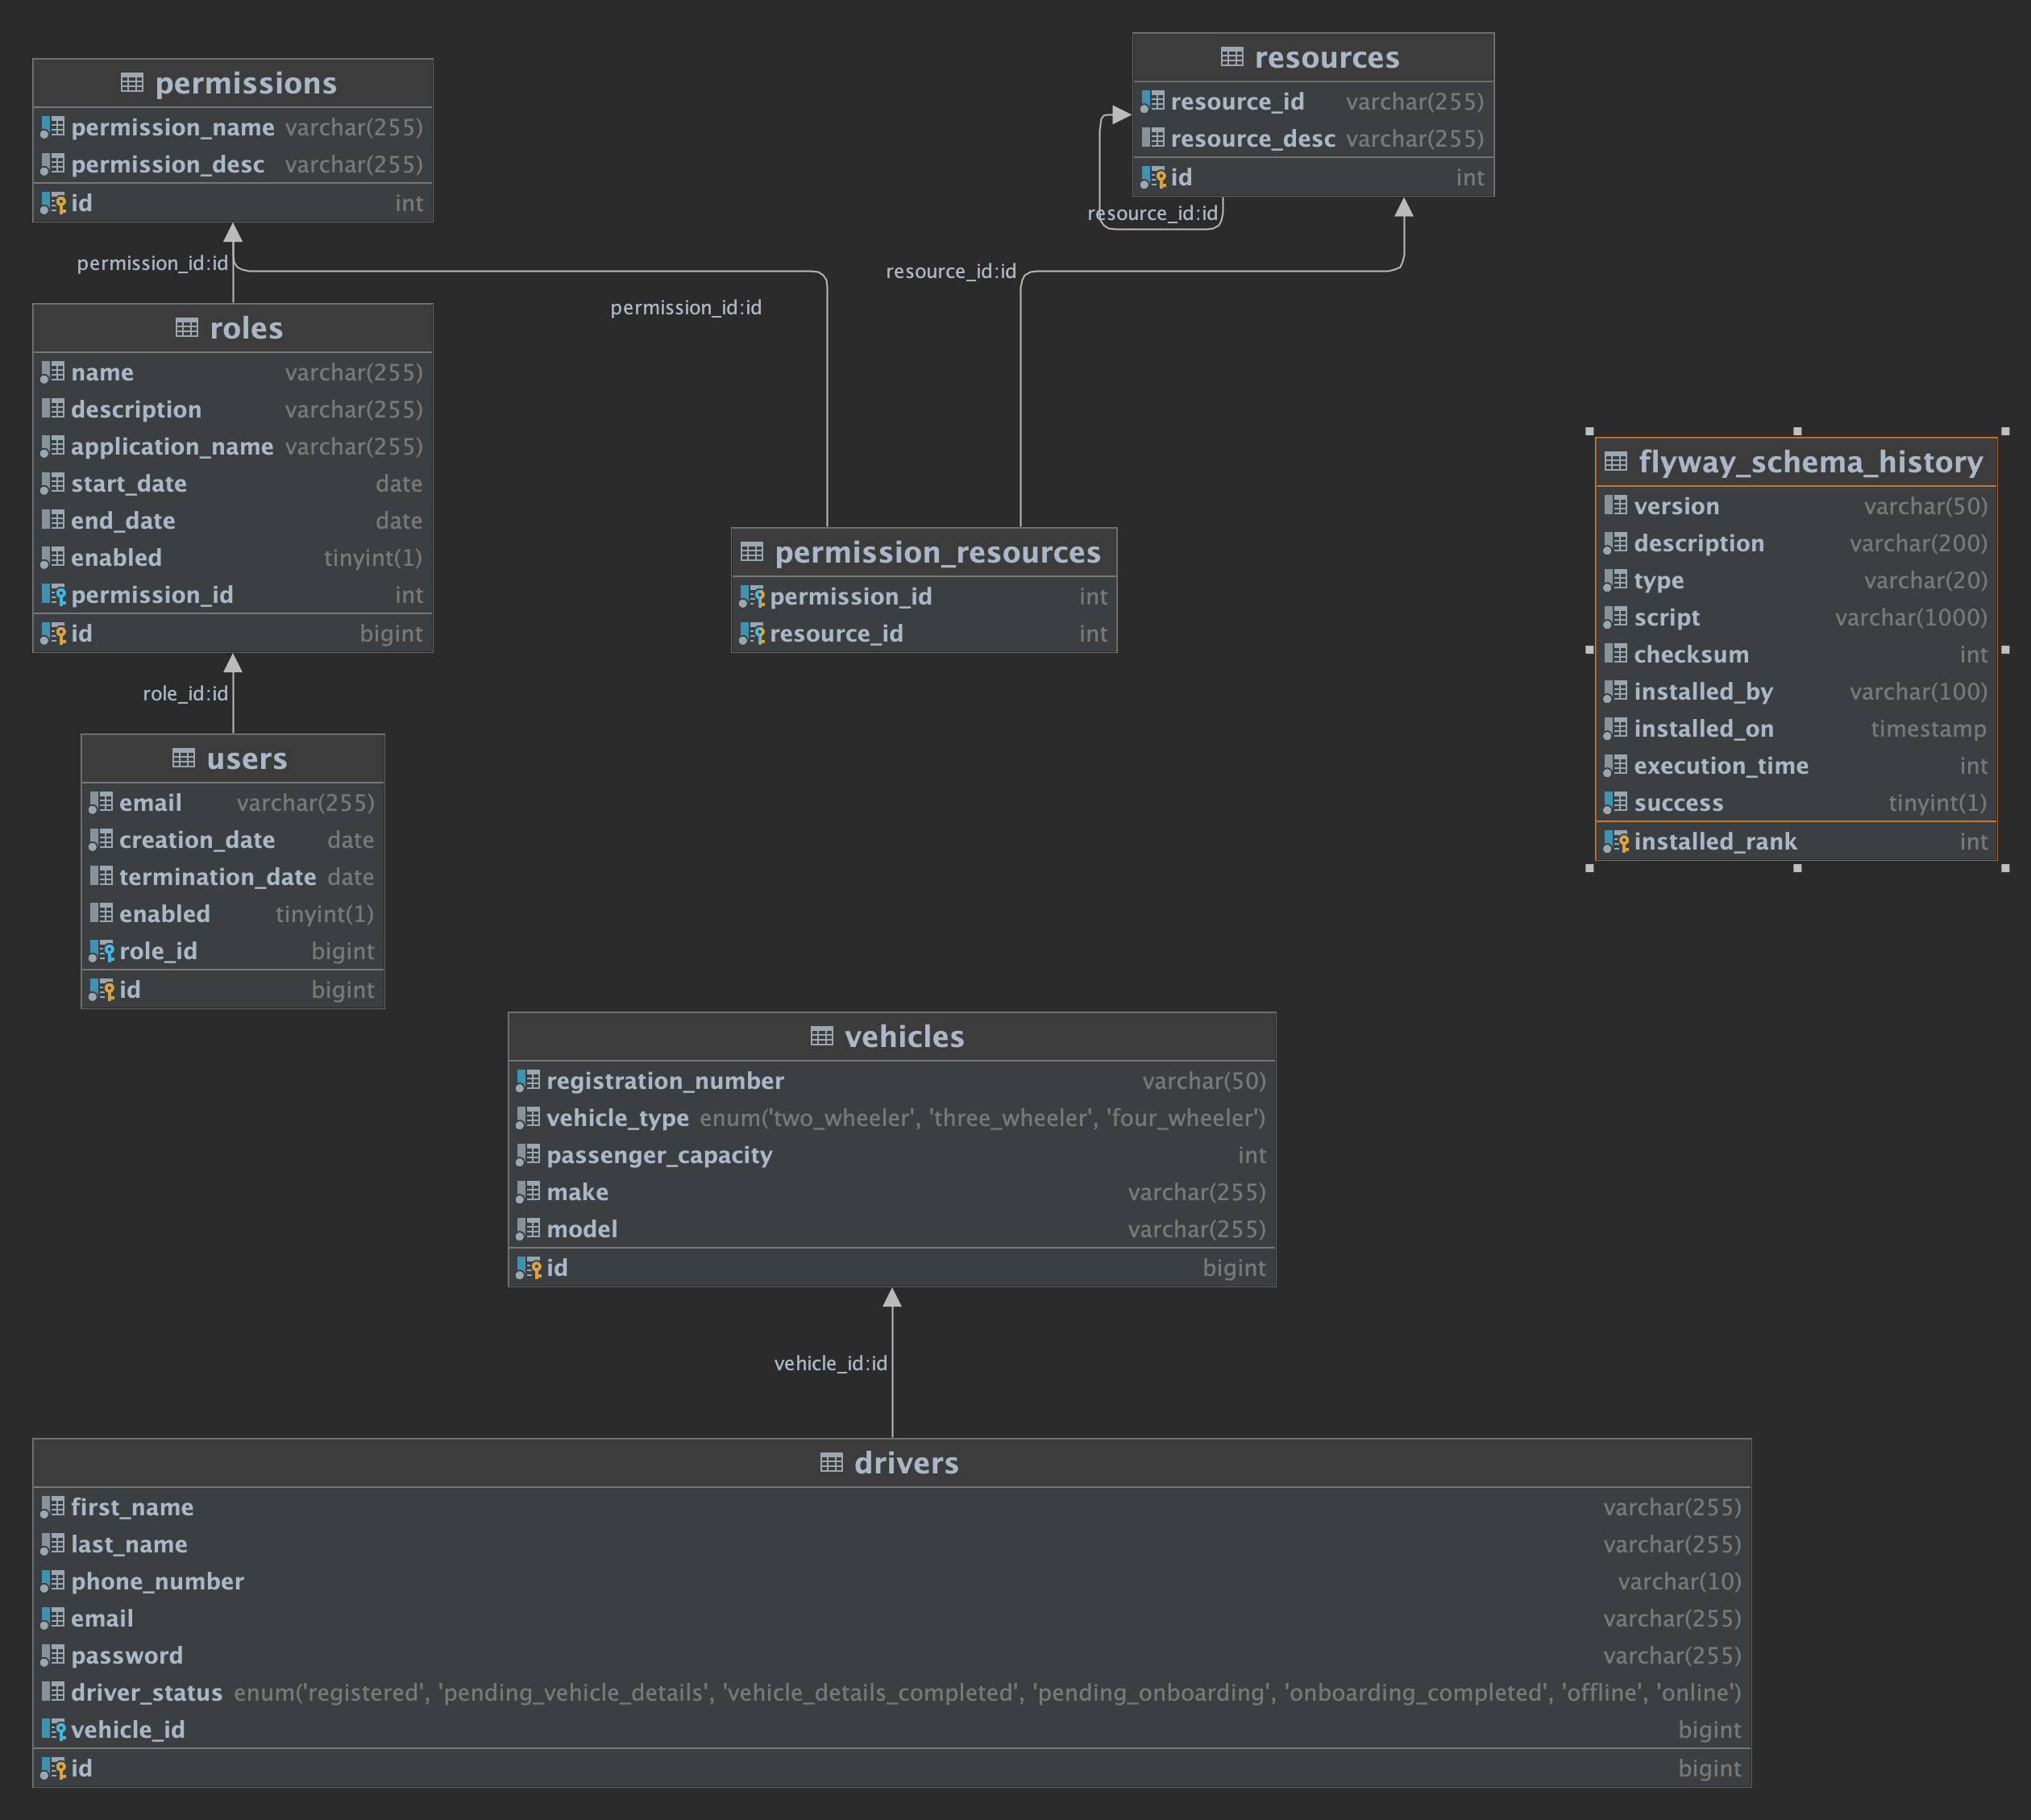 permissions
permission_name varchar(255)
permission_desc varchar(255)
id int
resources
resource_id varchar(255)
resource_desc varchar(255)
id int
resource_id:id
permission_id:id
resource_id:id
permission_id:id
roles
name varchar(255)
description varchar(255)
application_name varchar(255)
start_date date
end_date date
enabled tinyint(1)
permission_id int
id bigint
permission_resources
permission_id int
resource_id int
flyway_schema_history
version varchar(50)
description varchar(200)
type varchar(20)
script varchar(1000)
checksum int
installed_by varchar(100)
installed_on timestamp
execution_time int
success tinyint(1)
installed_rank int
role_id:id
users
email varchar(255)
creation_date date
termination_date date
enabled tinyint(1)
role_id bigint
id bigint
vehicles
registration_number varchar(50)
vehicle_type enum('two_wheeler', 'three_wheeler', 'four_wheeler')
passenger_capacity int
make varchar(255)
model varchar(255)
id bigint
vehicle_id:id
drivers
first_name varchar(255)
last_name varchar(255)
phone_number varchar(10)
email varchar(255)
password varchar(255)
driver_status enum('registered', 'pending_vehicle_details', 'vehicle_details_completed', 'pending_onboarding', 'onboarding_completed', 'offline', 'online')
vehicle_id bigint
id bigint